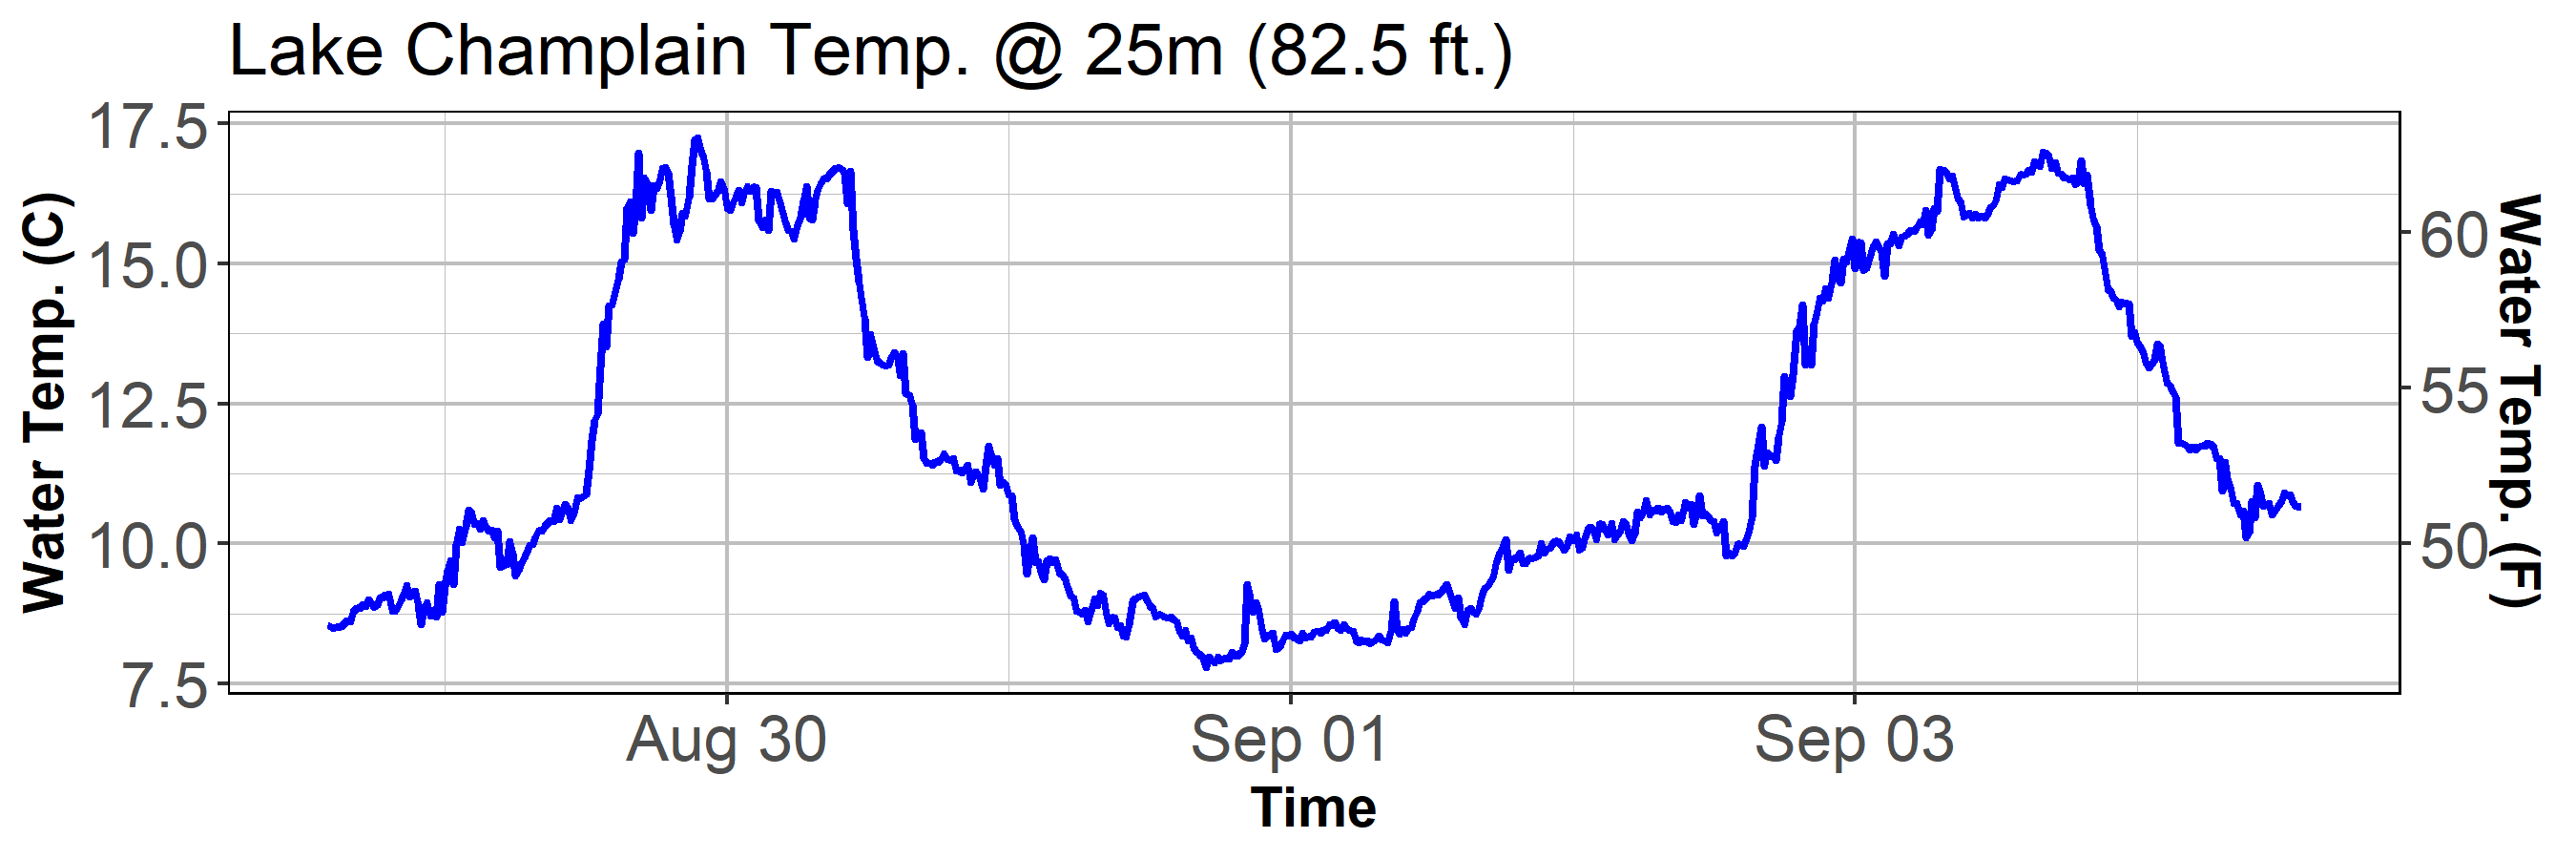 Lake Champlain Temp. @ 25m (82.5 ft.)
Water Temp. (C)
17.5
15.0
12.5
10.0
7.5
60
55
50
Water Temp. (F)
Aug 30 Sep 01 Sep 03
Time